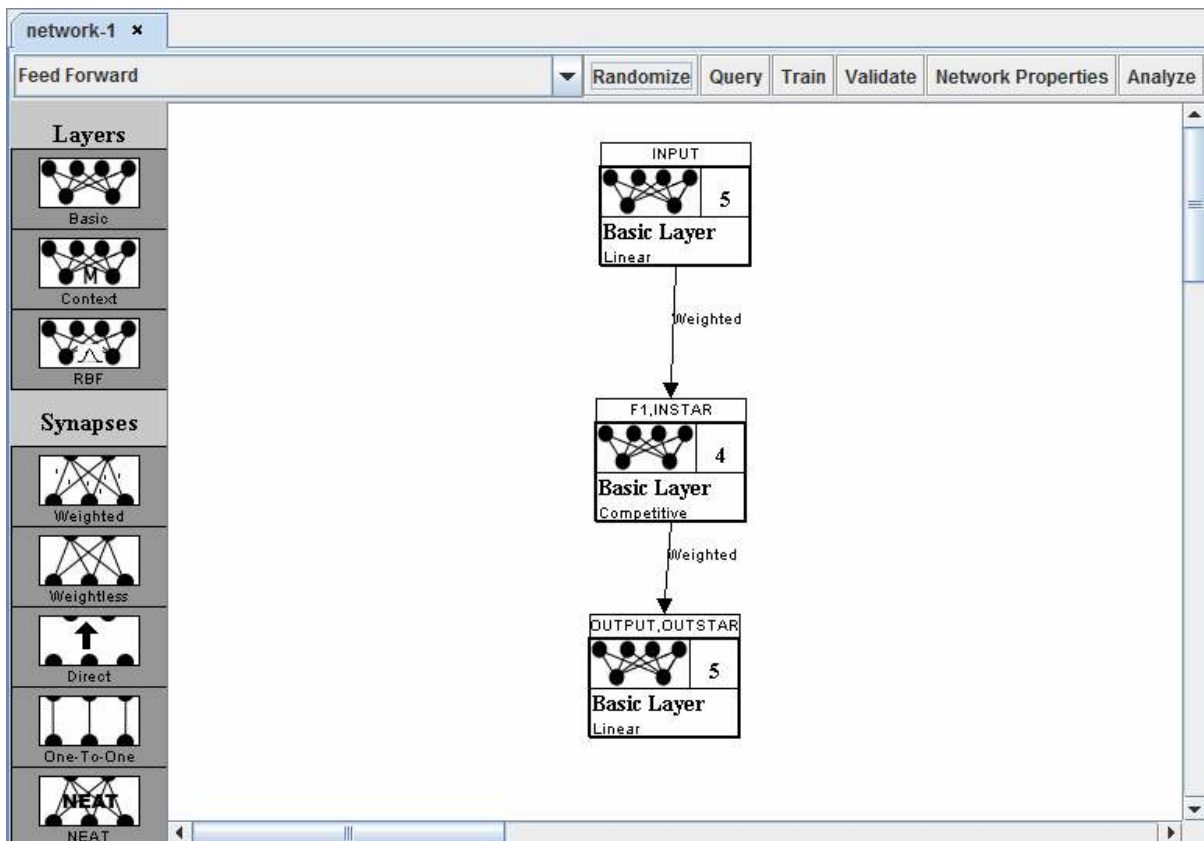 network-1 ×
Feed Forward
Randomize
Query
Train
Validate
Network Properties
Analyze
Layers
Basic
M
Context
RBF
Synapses
Weighted
Weightless
Direct
One-To-One
NEAT
NEAT
INPUT
5
Basic Layer
Linear
Weighted
F1,INSTAR
4
Basic Layer
Competitive
Weighted
OUTPUT,OUTSTAR
5
Basic Layer
Linear